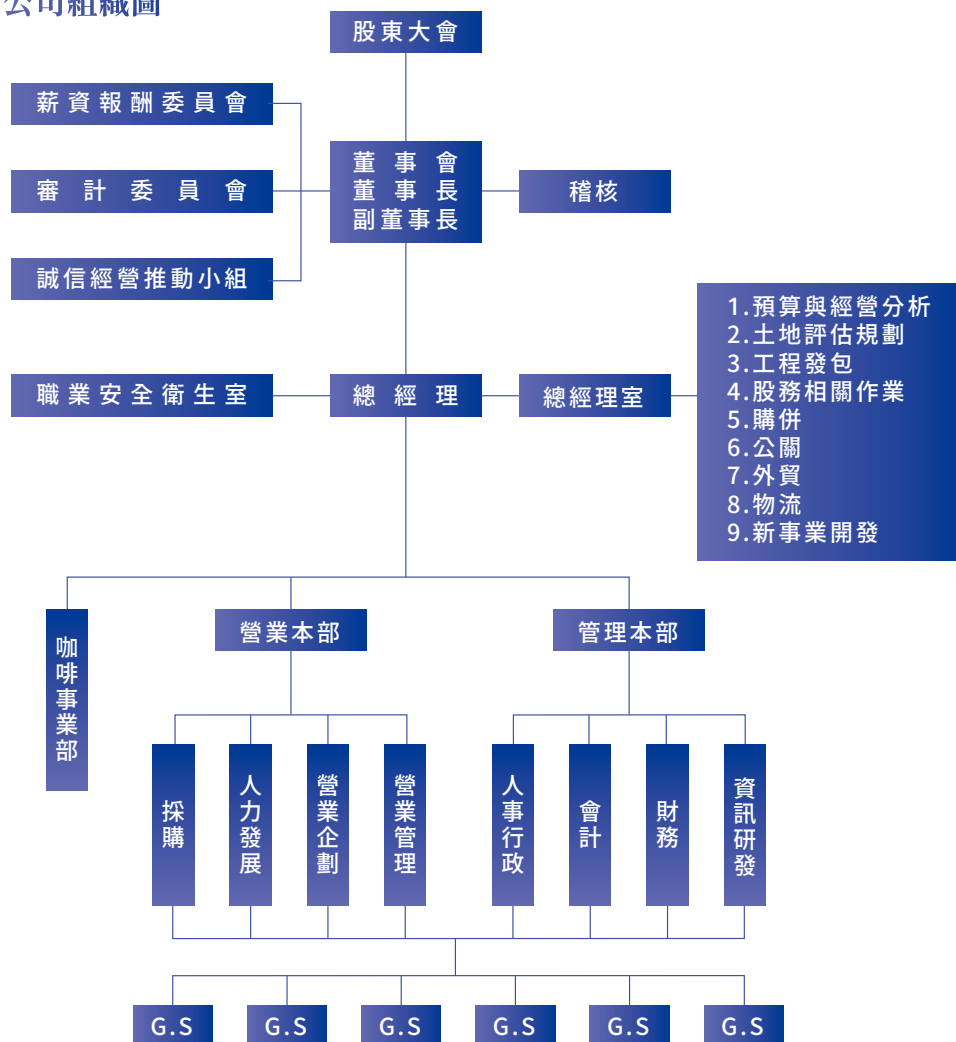 公司組織圖
股東大會
薪資報酬委員會
審計委員會
誠信經營推動小組
董事會
董事長
副董事長
稽核
職業安全衛生室
總經理
總經理室
1.預算與經營分析
2.土地評估規劃
3.工程發包
4.股務相關作業
5.購併
6.公關
7.外貿
8.物流
9.新事業開發
咖啡事業部
營業本部
管理本部
採購
人力發展
營業企劃
營業管理
人事行政
會計
財務
資訊研發
G.S
G.S
G.S
G.S
G.S
G.S